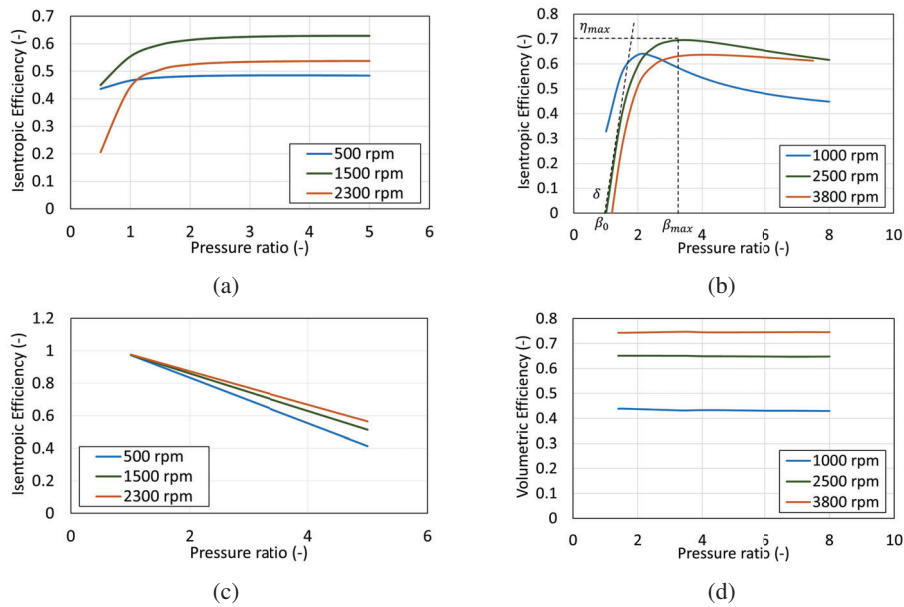 0.7
0.6
0.5
0.4
0.3
0.2
0.1
0
Isentropic Efficiency (-)
500 rpm
1500 rpm
2300 rpm
0 1 2 3 4 5 6
Pressure ratio (-)
(a)
0.8
0.7
0.6
0.5
0.4
0.3
0.2
0.1
0
Isentropic Efficiency (-)
η_max
δ
β_0
β_max
1000 rpm
2500 rpm
3800 rpm
0 2 4 6 8 10
Pressure ratio (-)
(b)
1.2
1
0.8
0.6
0.4
0.2
0
Isentropic Efficiency (-)
500 rpm
1500 rpm
2300 rpm
0 2 4 6
Pressure ratio (-)
(c)
0.8
0.7
0.6
0.5
0.4
0.3
0.2
0.1
0
Volumetric Efficiency (-)
1000 rpm
2500 rpm
3800 rpm
0 2 4 6 8 10
Pressure ratio (-)
(d)